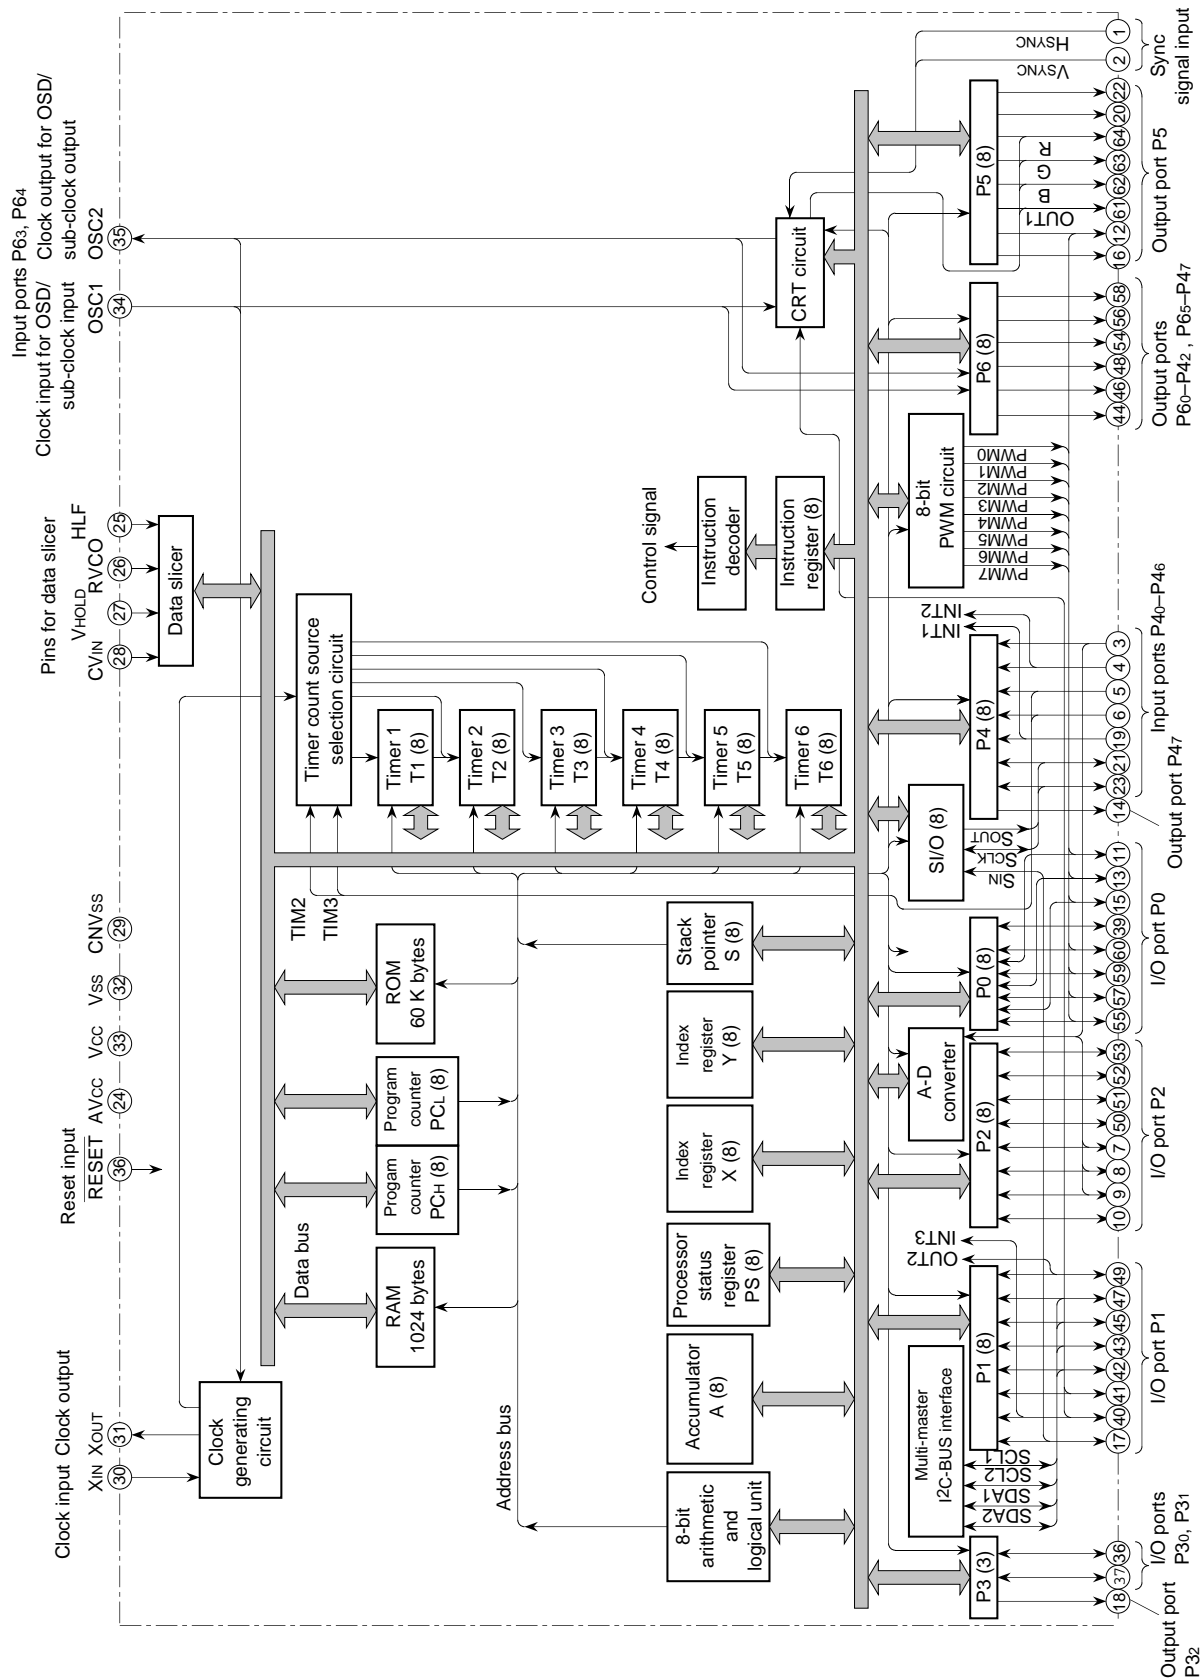 Clock input
Clock output
XIN
XOUT
30
31
Reset input
RESET
36
AVCC
24
VCC
33
VSS
32
CNVSS
29
Pins for data slicer
CVIN
VHOLD
RVCO
HLF
28
27
26
25
Input ports P63, P64
Clock input for OSD/
sub-clock input
OSC1
34
Clock output for OSD/
sub-clock output
OSC2
35
Clock
generating
circuit
Data slicer
Data bus
RAM
1024 bytes
Progam
counter
PCH (8)
Program
counter
PCL (8)
ROM
60 K bytes
TIM2
TIM3
Timer count source
selection circuit
Timer 1
T1 (8)
Timer 2
T2 (8)
Timer 3
T3 (8)
Timer 4
T4 (8)
Timer 5
T5 (8)
Timer 6
T6 (8)
Address bus
8-bit
arithmetic
and
logical unit
Accumulator
A (8)
Processor
status
register
PS (8)
Index
register
X (8)
Index
register
Y (8)
Stack
pointer
S (8)
Control signal
Instruction
decoder
Instruction
register (8)
CRT circuit
P3 (3)
Multi-master
I2C-BUS interface
SDA2
SDA1
SCL2
SCL1
P1 (8)
OUT2
INT3
P2 (8)
A-D
converter
P0 (8)
SI/O (8)
SIN
SCLK
SOUT
P4 (8)
INT1
INT2
8-bit
PWM circuit
PWM7
PWM6
PWM5
PWM4
PWM3
PWM2
PWM1
PWM0
P6 (8)
P5 (8)
OUT1
B
G
R
VSYNC
HSYNC
18
37
36
17
40
41
42
43
45
47
49
10
9
8
7
50
51
52
53
55
57
59
60
39
15
13
11
14
23
21
19
6
5
4
3
44
46
48
54
56
58
16
12
61
62
63
64
20
22
2
1
Output port
P32
I/O ports
P30, P31
I/O port P1
I/O port P2
I/O port P0
Output port P47
Input ports P40–P46
Output ports
P60–P42 , P65–P47
Output port P5
Sync
signal input